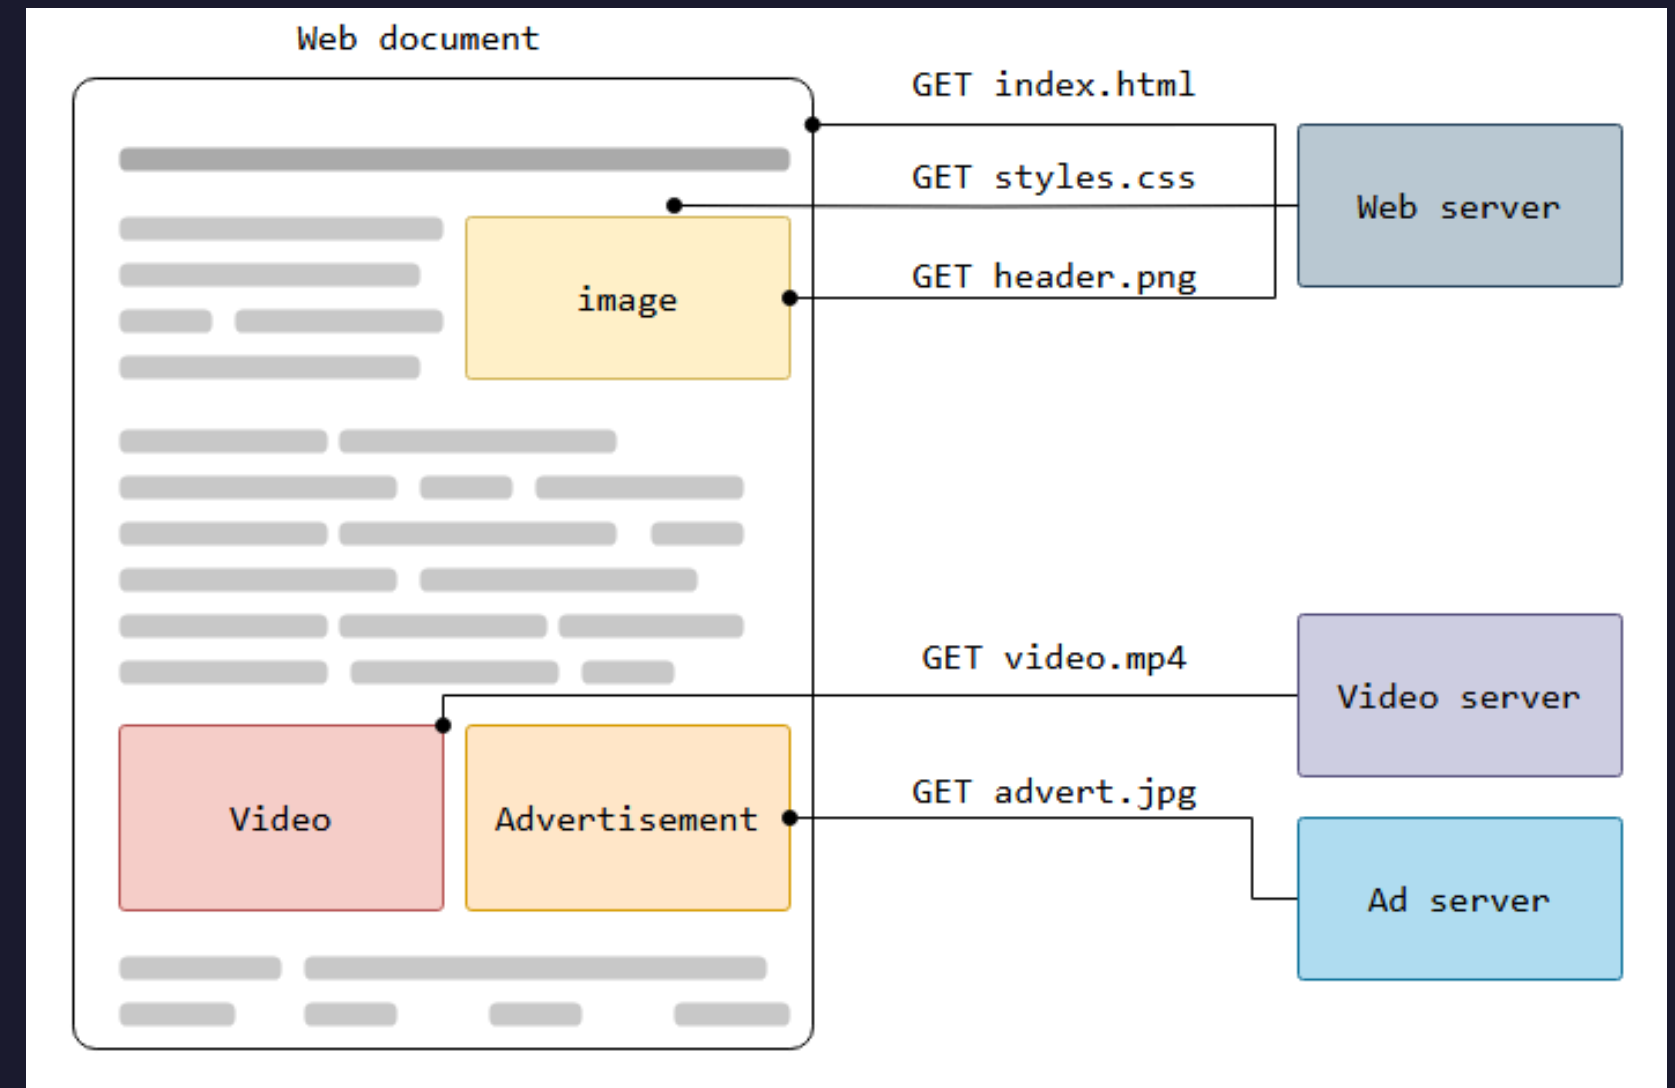 Web document
GET index.html
GET styles.css
Web server
GET header.png
image
GET video.mp4
Video server
GET advert.jpg
Video
Advertisement
Ad server